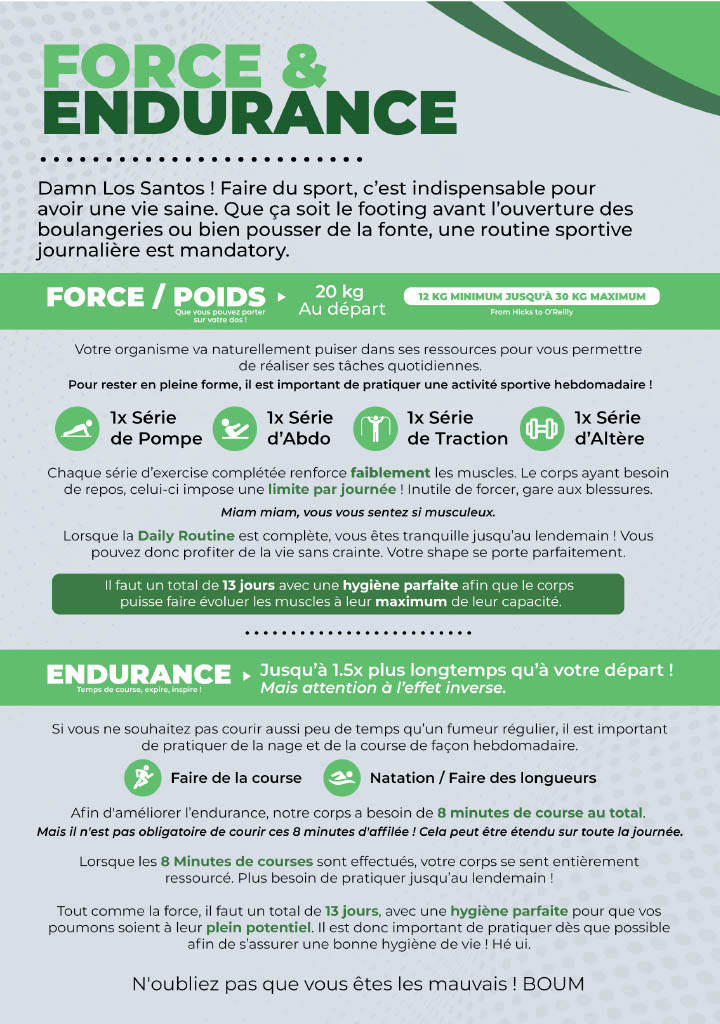 FORCE &
ENDURANCE
Damn Los Santos ! Faire du sport, c’est indispensable pour
avoir une vie saine. Que ça soit le footing avant l’ouverture des
boulangeries ou bien pousser de la fonte, une routine sportive
journalière est mandatory.
FORCE / POIDS
Que vous pouvez porter
sur votre dos !
20 kg
Au départ
12 KG MINIMUM JUSQU'À 30 KG MAXIMUM
From Hicks to O'Reilly
Votre organisme va naturellement puiser dans ses ressources pour vous permettre
de réaliser ses tâches quotidiennes.
Pour rester en pleine forme, il est important de pratiquer une activité sportive hebdomadaire !
1x Série
de Pompe
1x Série
d’Abdo
1x Série
de Traction
1x Série
d’Altère
Chaque série d’exercise complétée renforce faiblement les muscles. Le corps ayant besoin
de repos, celui-ci impose une limite par journée ! Inutile de forcer, gare aux blessures.
Miam miam, vous vous sentez si musculeux.
Lorsque la Daily Routine est complète, vous êtes tranquille jusqu’au lendemain ! Vous
pouvez donc profiter de la vie sans crainte. Votre shape se porte parfaitement.
Il faut un total de 13 jours avec une hygiène parfaite afin que le corps
puisse faire évoluer les muscles à leur maximum de leur capacité.
ENDURANCE
Temps de course, expire, inspire !
Jusqu’à 1.5x plus longtemps qu’à votre départ !
Mais attention à l’effet inverse.
Si vous ne souhaitez pas courir aussi peu de temps qu’un fumeur régulier, il est important
de pratiquer de la nage et de la course de façon hebdomadaire.
Faire de la course
Natation / Faire des longueurs
Afin d'améliorer l’endurance, notre corps a besoin de 8 minutes de course au total.
Mais il n'est pas obligatoire de courir ces 8 minutes d'affilée ! Cela peut être étendu sur toute la journée.
Lorsque les 8 Minutes de courses sont effectués, votre corps se sent entièrement
ressourcé. Plus besoin de pratiquer jusqu’au lendemain !
Tout comme la force, il faut un total de 13 jours, avec une hygiène parfaite pour que vos
poumons soient à leur plein potentiel. Il est donc important de pratiquer dès que possible
afin de s’assurer une bonne hygiène de vie ! Hé ui.
N'oubliez pas que vous êtes les mauvais ! BOUM